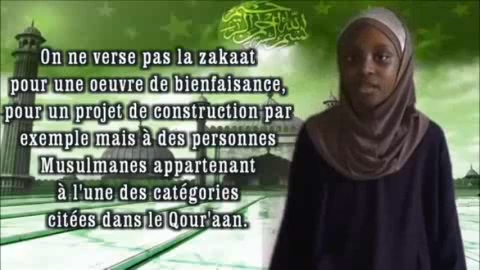 On ne verse pas la zakaat
pour une oeuvre de bienfaisance,
pour un projet de construction par
exemple mais à des personnes
Musulmanes appartenant
à l'une des catégories
citées dans le Qour'aan.